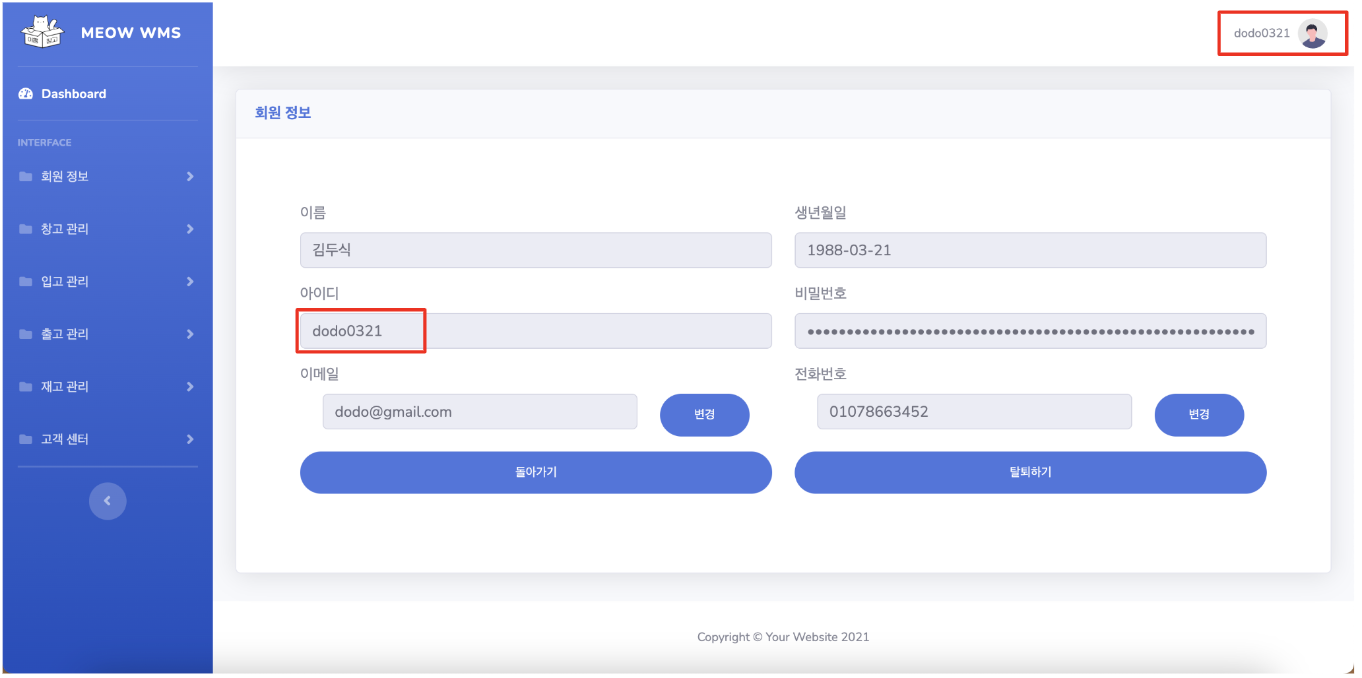 MEOW WMS
dodo0321
Dashboard
INTERFACE
회원 정보
창고 관리
입고 관리
출고 관리
재고 관리
고객 센터
회원 정보
이름
생년월일
김두식
1988-03-21
아이디
비밀번호
dodo0321
••••••••••••••••••••••••••••••••••••••••••••••••••••••••••••
이메일
전화번호
dodo@gmail.com
변경
01078663452
변경
돌아가기
탈퇴하기
Copyright © Your Website 2021